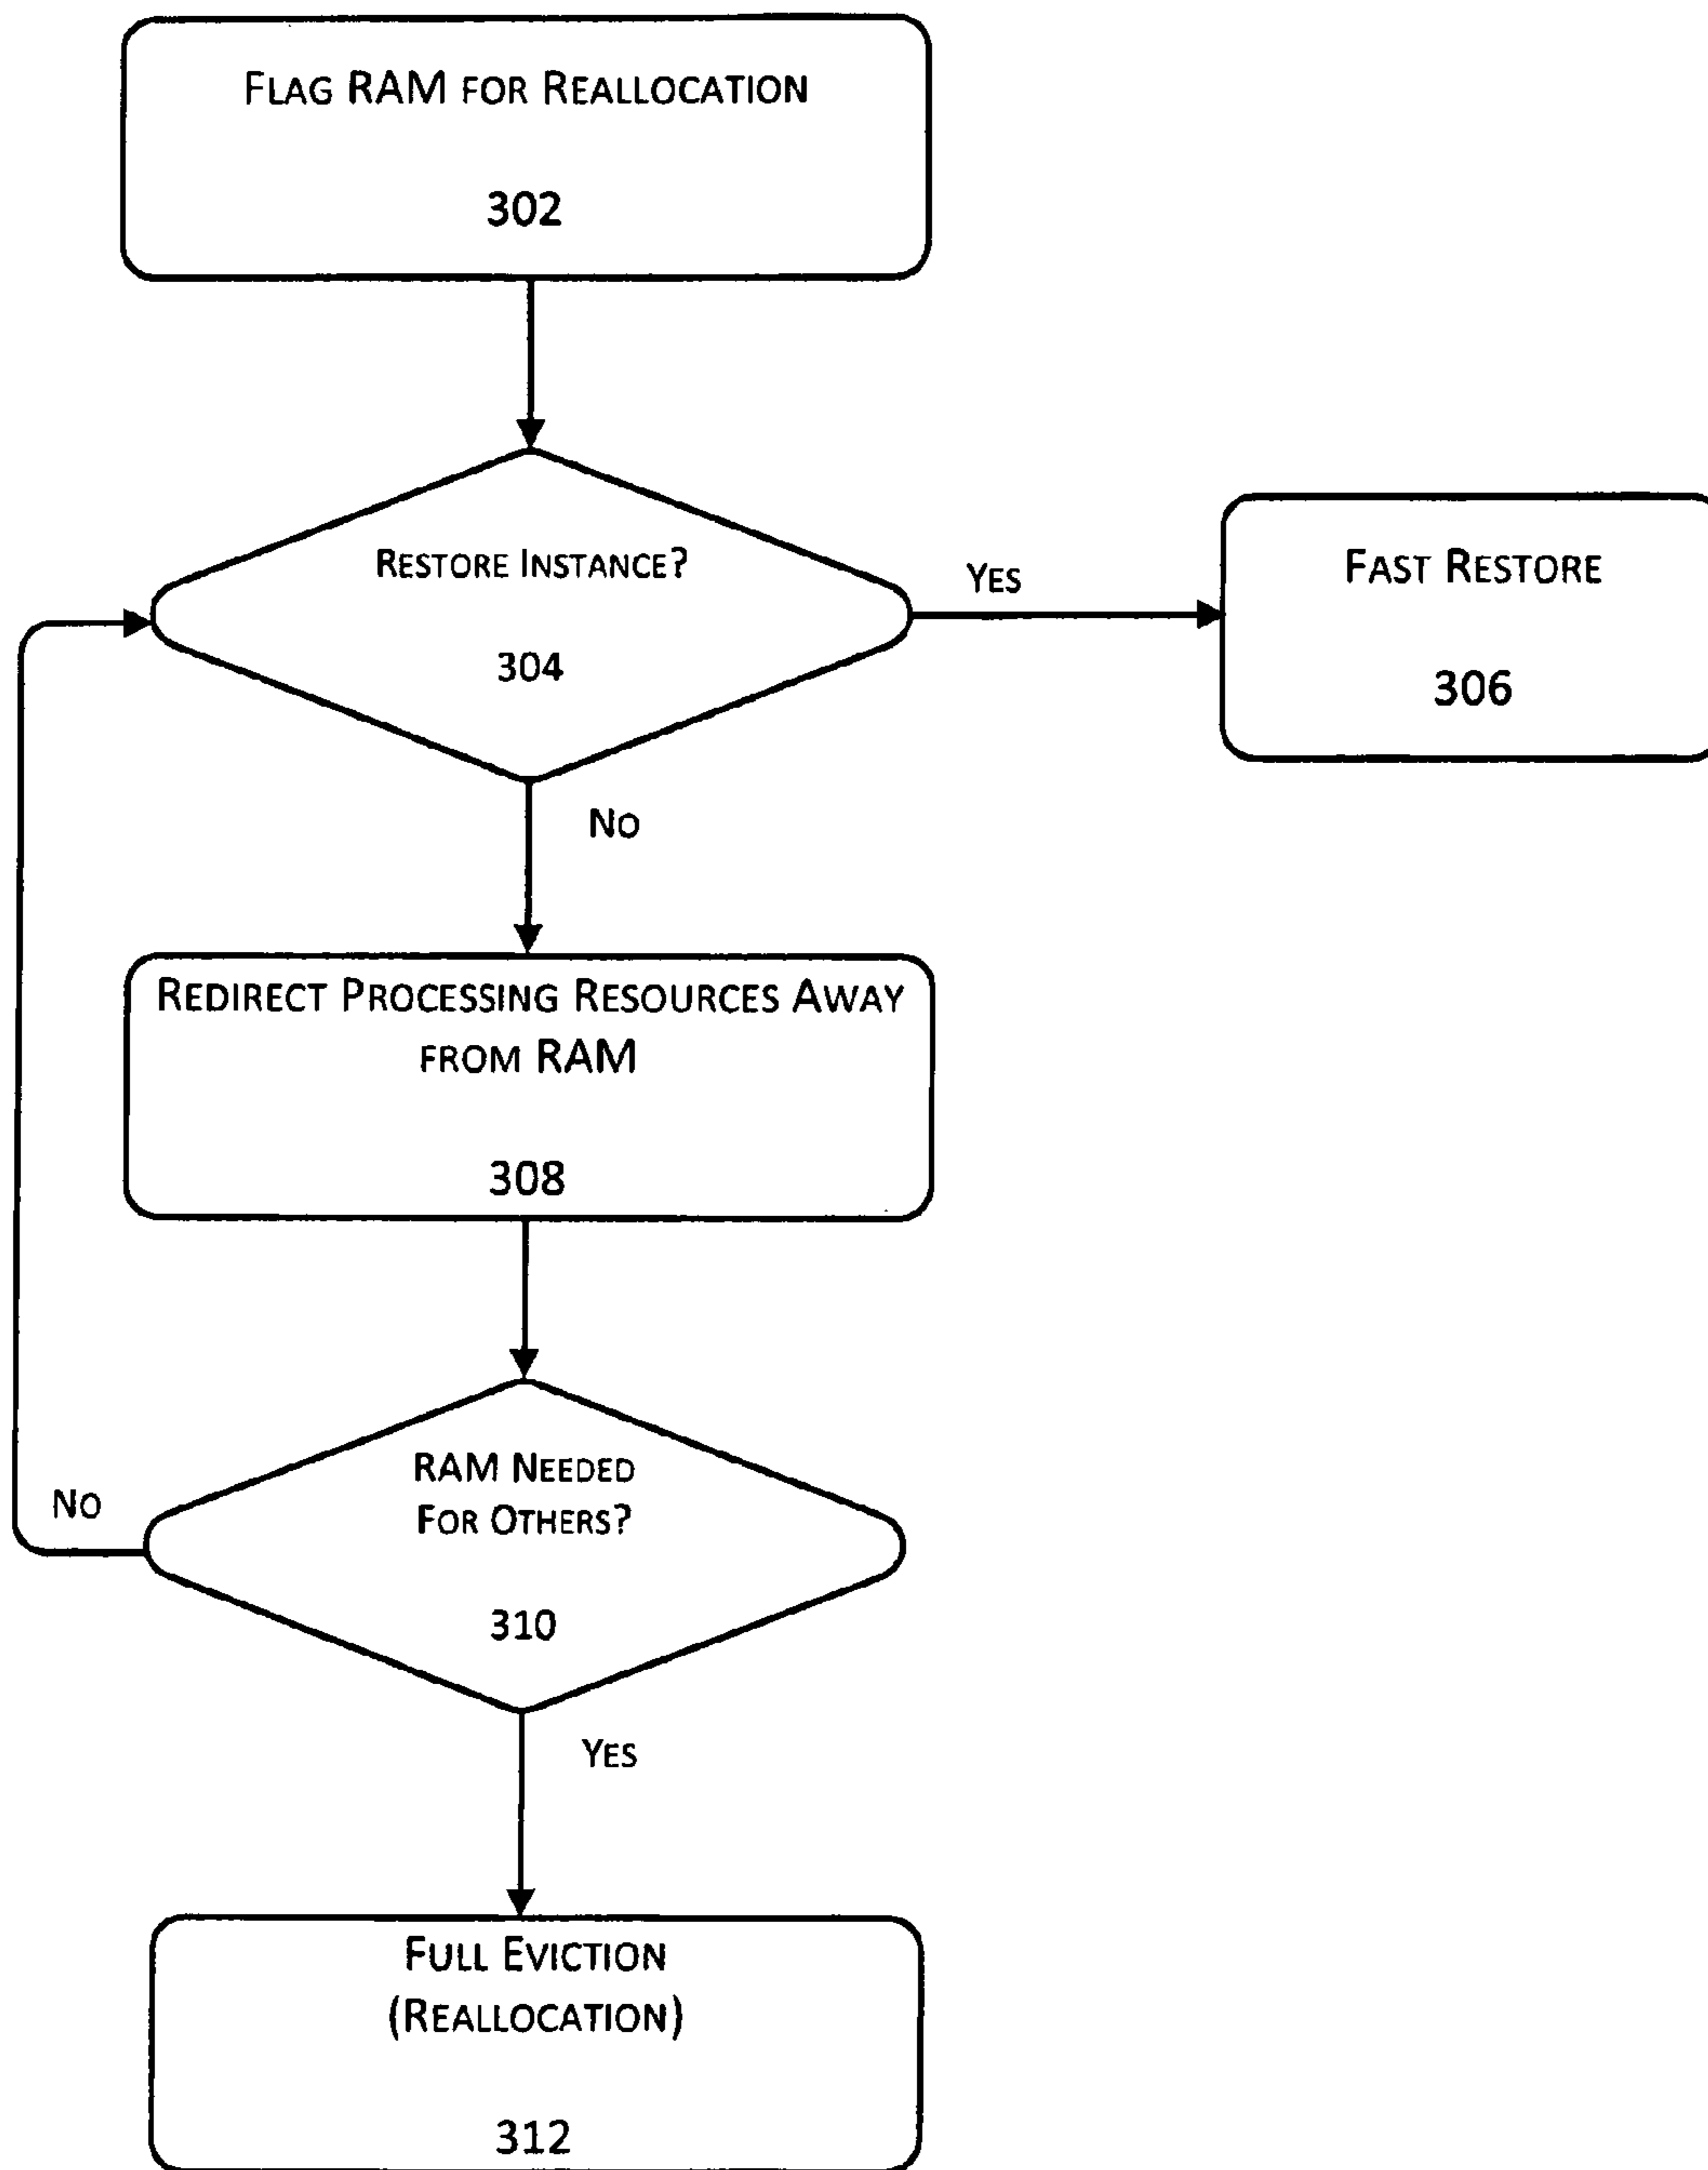 Flag RAM for Reallocation
302
Restore Instance?
304
Yes
Fast Restore
306
No
Redirect Processing Resources Away
from RAM
308
RAM Needed
For Others?
310
No
Yes
Full Eviction
(Reallocation)
312